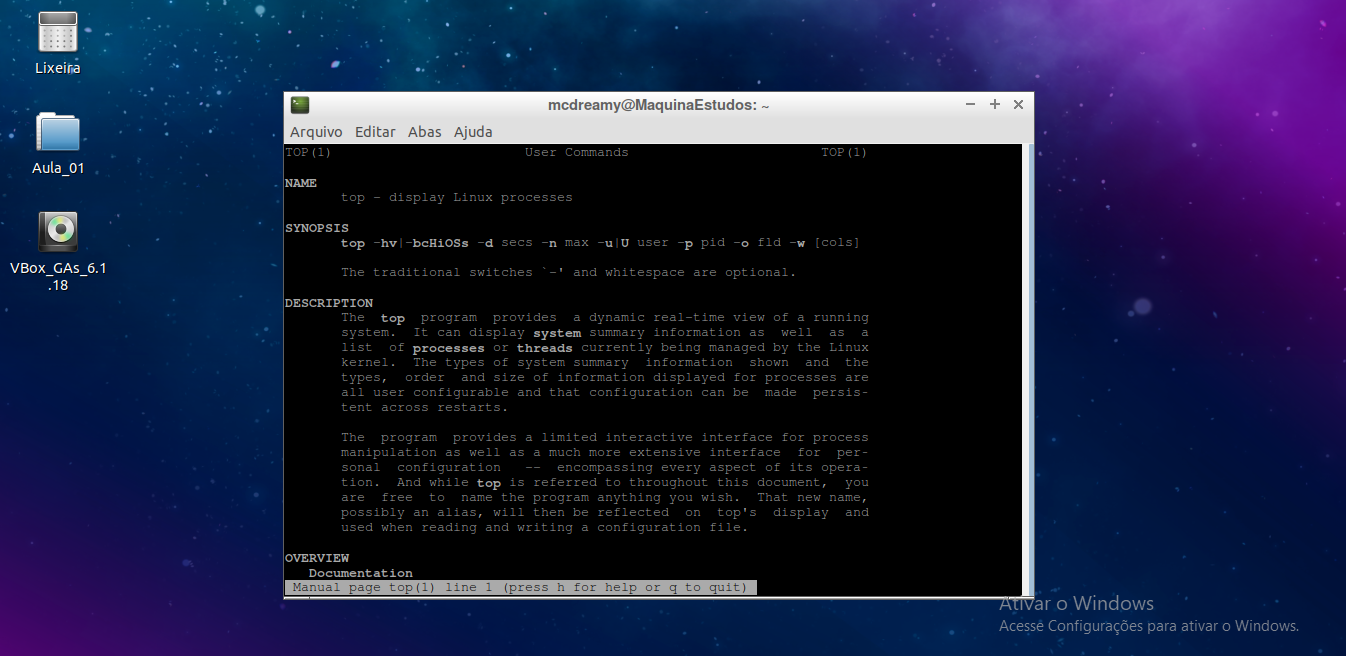 Lixeira
Aula_01
VBox_GAs_6.1
.18
mcdreamy@MaquinaEstudos: ~
Arquivo Editar Abas Ajuda
TOP(1) User Commands TOP(1)
NAME
top - display Linux processes
SYNOPSIS
top -hv|-bcHiOSs -d secs -n max -u|U user -p pid -o fld -w [cols]
The traditional switches `-' and whitespace are optional.
DESCRIPTION
The top program provides a dynamic real-time view of a running
system. It can display system summary information as well as a
list of processes or threads currently being managed by the Linux
kernel. The types of system summary information shown and the
types, order and size of information displayed for processes are
all user configurable and that configuration can be made persis-
tent across restarts.
The program provides a limited interactive interface for process
manipulation as well as a much more extensive interface for per-
sonal configuration -- encompassing every aspect of its opera-
tion. And while top is referred to throughout this document, you
are free to name the program anything you wish. That new name,
possibly an alias, will then be reflected on top's display and
used when reading and writing a configuration file.
OVERVIEW
Documentation
Manual page top(1) line 1 (press h for help or q to quit)
Ativar o Windows
Acesse Configurações para ativar o Windows.